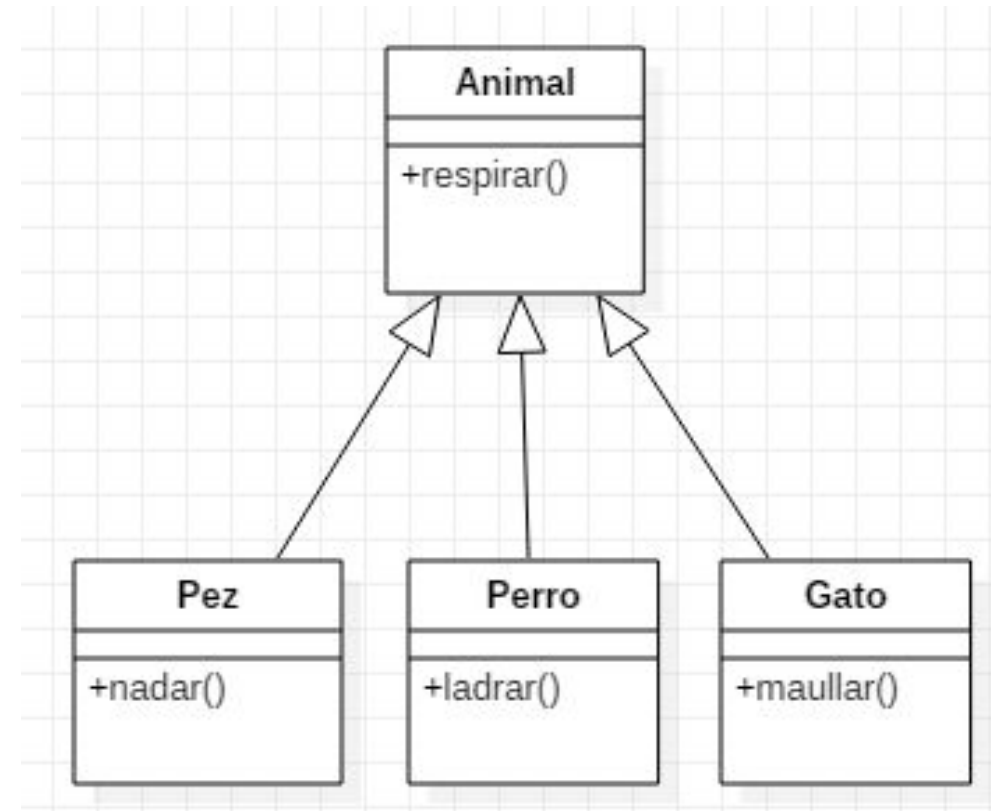 Animal
+respirar()
Pez
+nadar()
Perro
+ladrar()
Gato
+maullar()